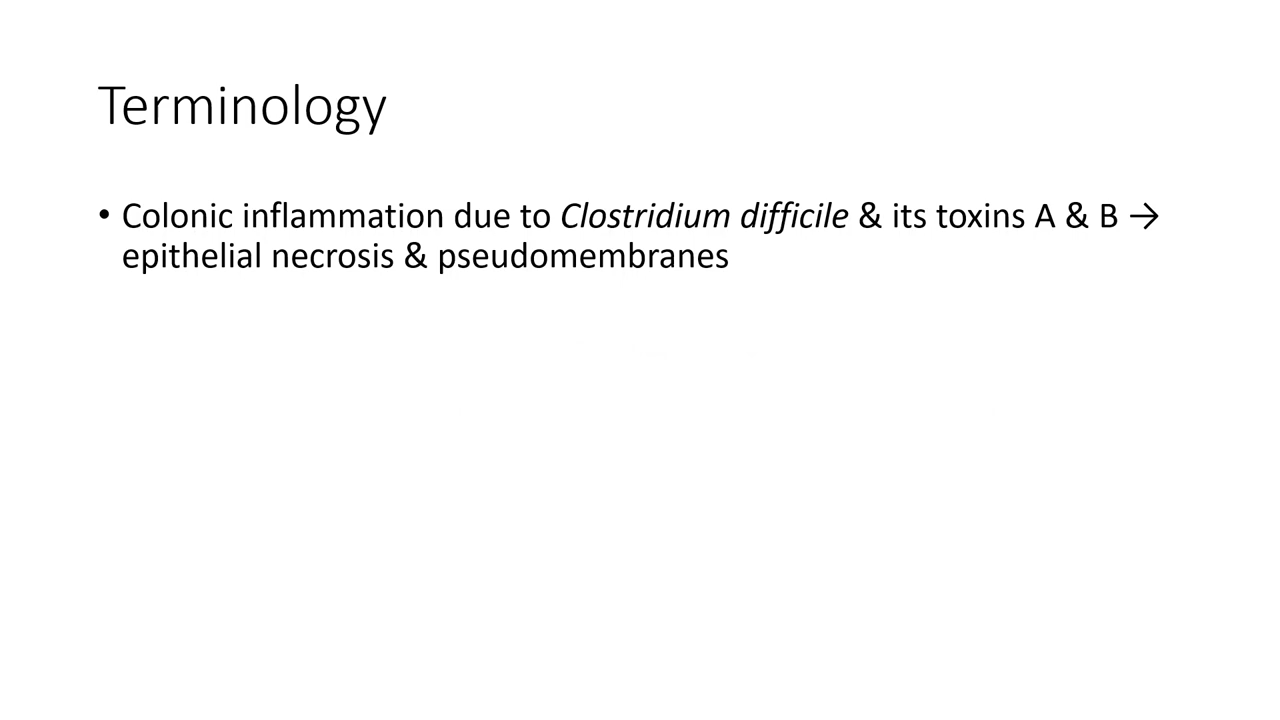 Terminology
• Colonic inflammation due to Clostridium difficile & its toxins A & B →
epithelial necrosis & pseudomembranes